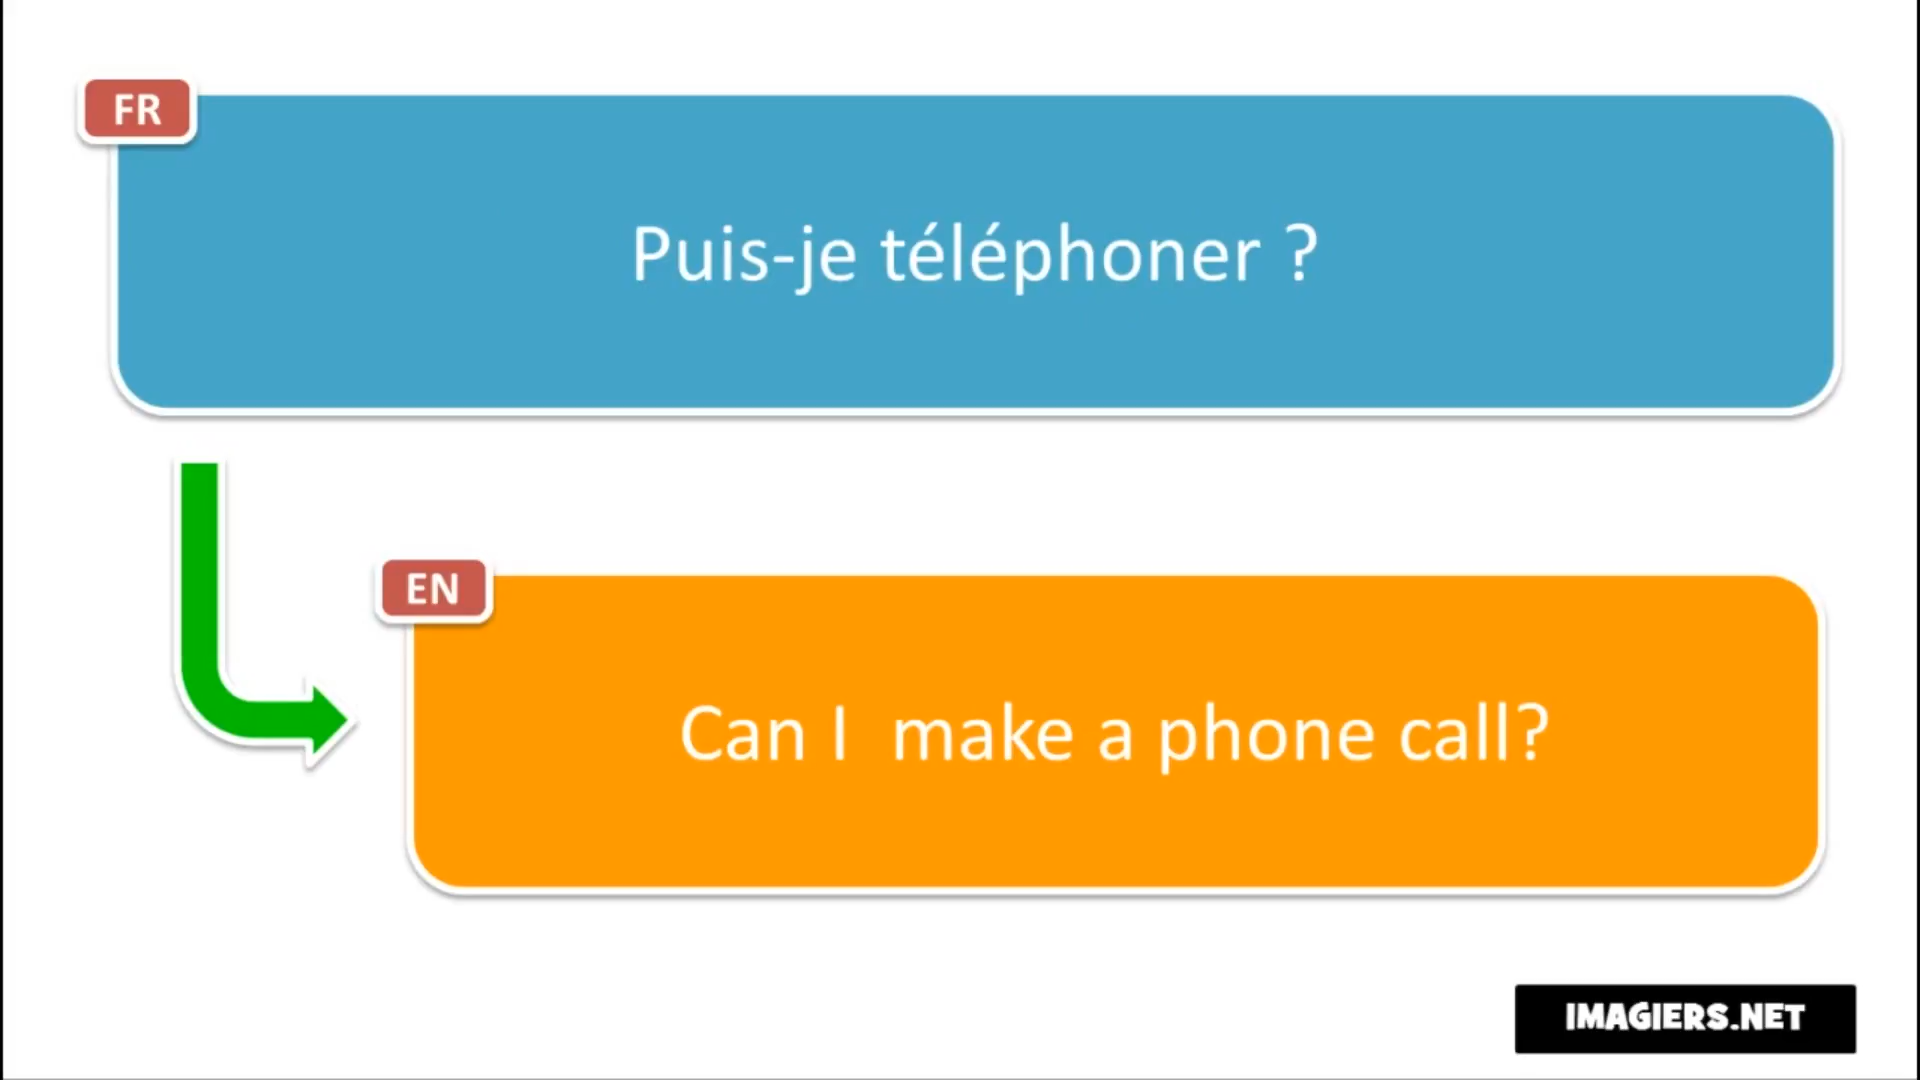 FR
Puis-je téléphoner ?
EN
Can I  make a phone call?
IMAGIERS.NET